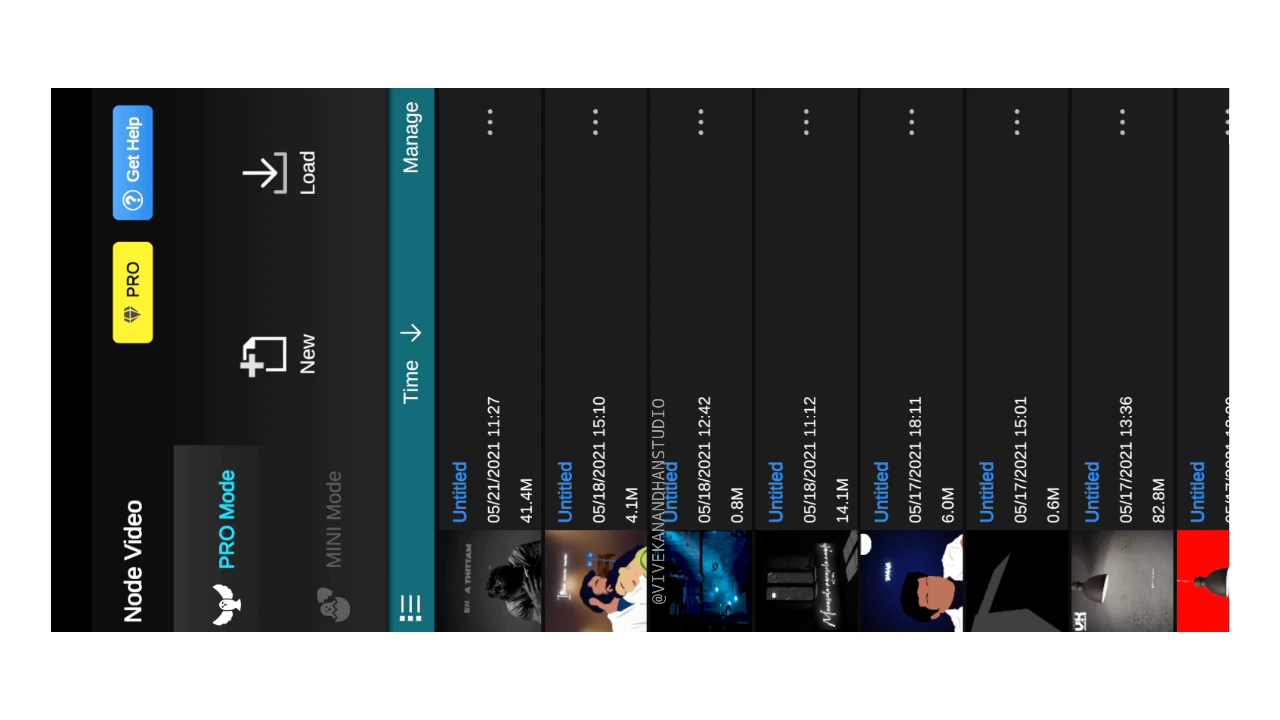 Node Video
PRO
Get Help
PRO Mode
MINI Mode
New
Load
Time
Manage
EN A THITTAM
Untitled
05/21/2021 11:27
41.4M
Untitled
05/18/2021 15:10
4.1M
@VIVEKANANDHANSTUDIO
Untitled
05/18/2021 12:42
0.8M
Untitled
05/18/2021 11:12
14.1M
Untitled
05/17/2021 18:11
6.0M
Untitled
05/17/2021 15:01
0.6M
Untitled
05/17/2021 13:36
82.8M
Untitled